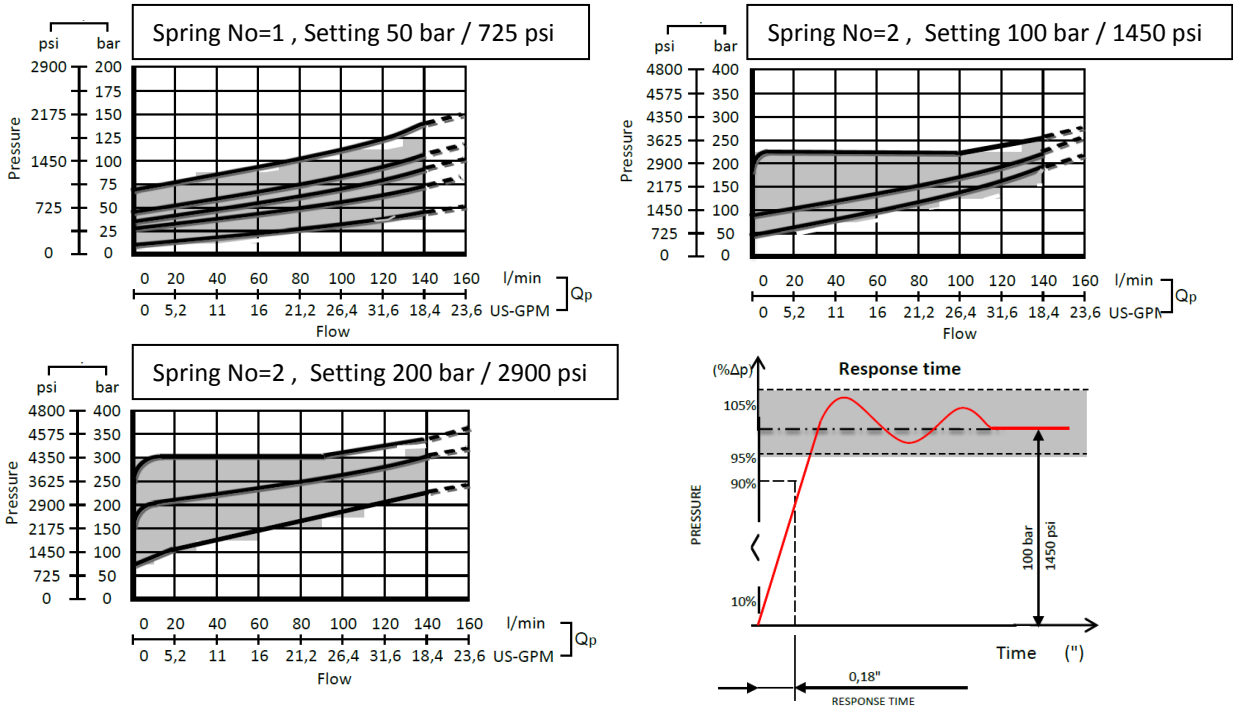 Spring No=1 , Setting 50 bar / 725 psi
psi bar
2900 200
175
2175 150
125
1450 100
75
725 50
25
0 0
Pressure
0 20 40 60 80 100 120 140 160 l/min
0 5,2 11 16 21,2 26,4 31,6 18,4 23,6 US-GPM
Qp
Flow
Spring No=2 , Setting 100 bar / 1450 psi
psi bar
4800 400
4575 350
4350 300
3625 250
2900 200
2175 150
1450 100
725 50
0 0
Pressure
0 20 40 60 80 100 120 140 160 l/min
0 5,2 11 16 21,2 26,4 31,6 18,4 23,6 US-GPM
Qp
Flow
Spring No=2 , Setting 200 bar / 2900 psi
psi bar
4800 400
4575 350
4350 300
3625 250
2900 200
2175 150
1450 100
725 50
0 0
Pressure
0 20 40 60 80 100 120 140 160 l/min
0 5,2 11 16 21,2 26,4 31,6 18,4 23,6 US-GPM
Qp
Flow
(%Δp) Response time
105%
95%
90%
10%
PRESSURE
100 bar
1450 psi
Time (")
0,18"
RESPONSE TIME